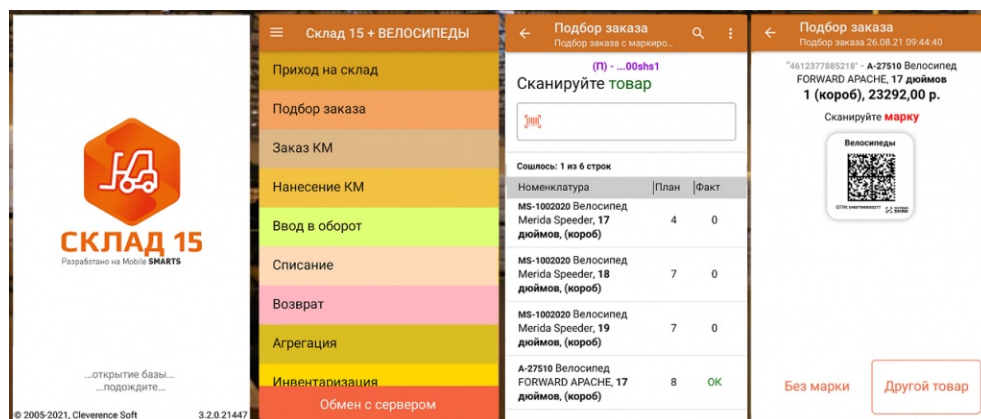 СКЛАД 15
Разработано на Mobile SMARTS
...открытие базы...
...подождите...
© 2005-2021, Cleverence Soft 3.2.0.21447
Склад 15 + ВЕЛОСИПЕДЫ
Приход на склад
Подбор заказа
Заказ КМ
Нанесение КМ
Ввод в оборот
Списание
Возврат
Агрегация
Инвентаризация
Обмен с сервером
Подбор заказа
Подбор заказа с маркиро...
(П) - ...00shs1
Сканируйте товар
Сошлось: 1 из 6 строк
Номенклатура План Факт
MS-1002020 Велосипед
Merida Speeder, 17 4 0
дюймов, (короб)
MS-1002020 Велосипед
Merida Speeder, 18 7 0
дюймов, (короб)
MS-1002020 Велосипед
Merida Speeder, 19 7 0
дюймов, (короб)
A-27510 Велосипед
FORWARD APACHE, 17 8 ОК
дюймов, (короб)
Подбор заказа
Подбор заказа 26.08.21 09:44:40
"4612377885218" - A-27510 Велосипед
FORWARD APACHE, 17 дюймов
1 (короб), 23292,00 р.
Сканируйте марку
Велосипеды
Без марки
Другой товар